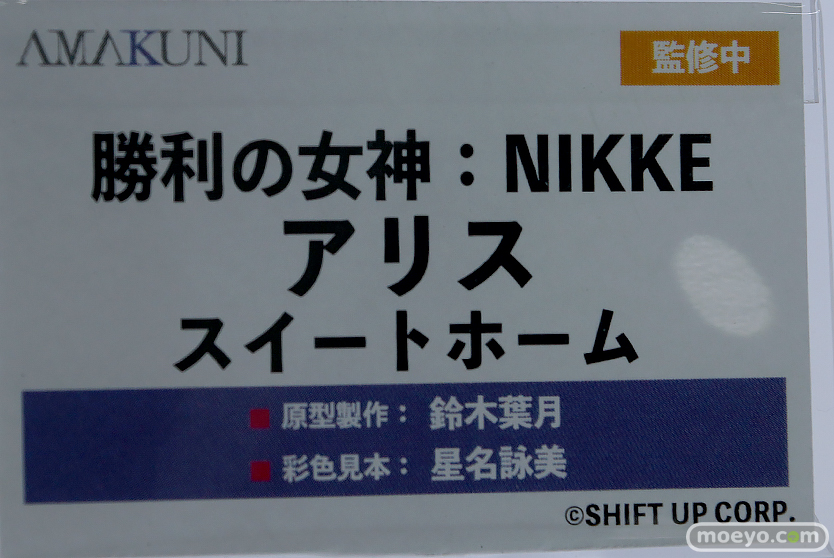 AMAKUNI
監修中
勝利の女神：NIKKE
アリス
スイートホーム
■ 原型製作： 鈴木葉月
■ 彩色見本： 星名詠美
©SHIFT UP CORP.
moeyo.com